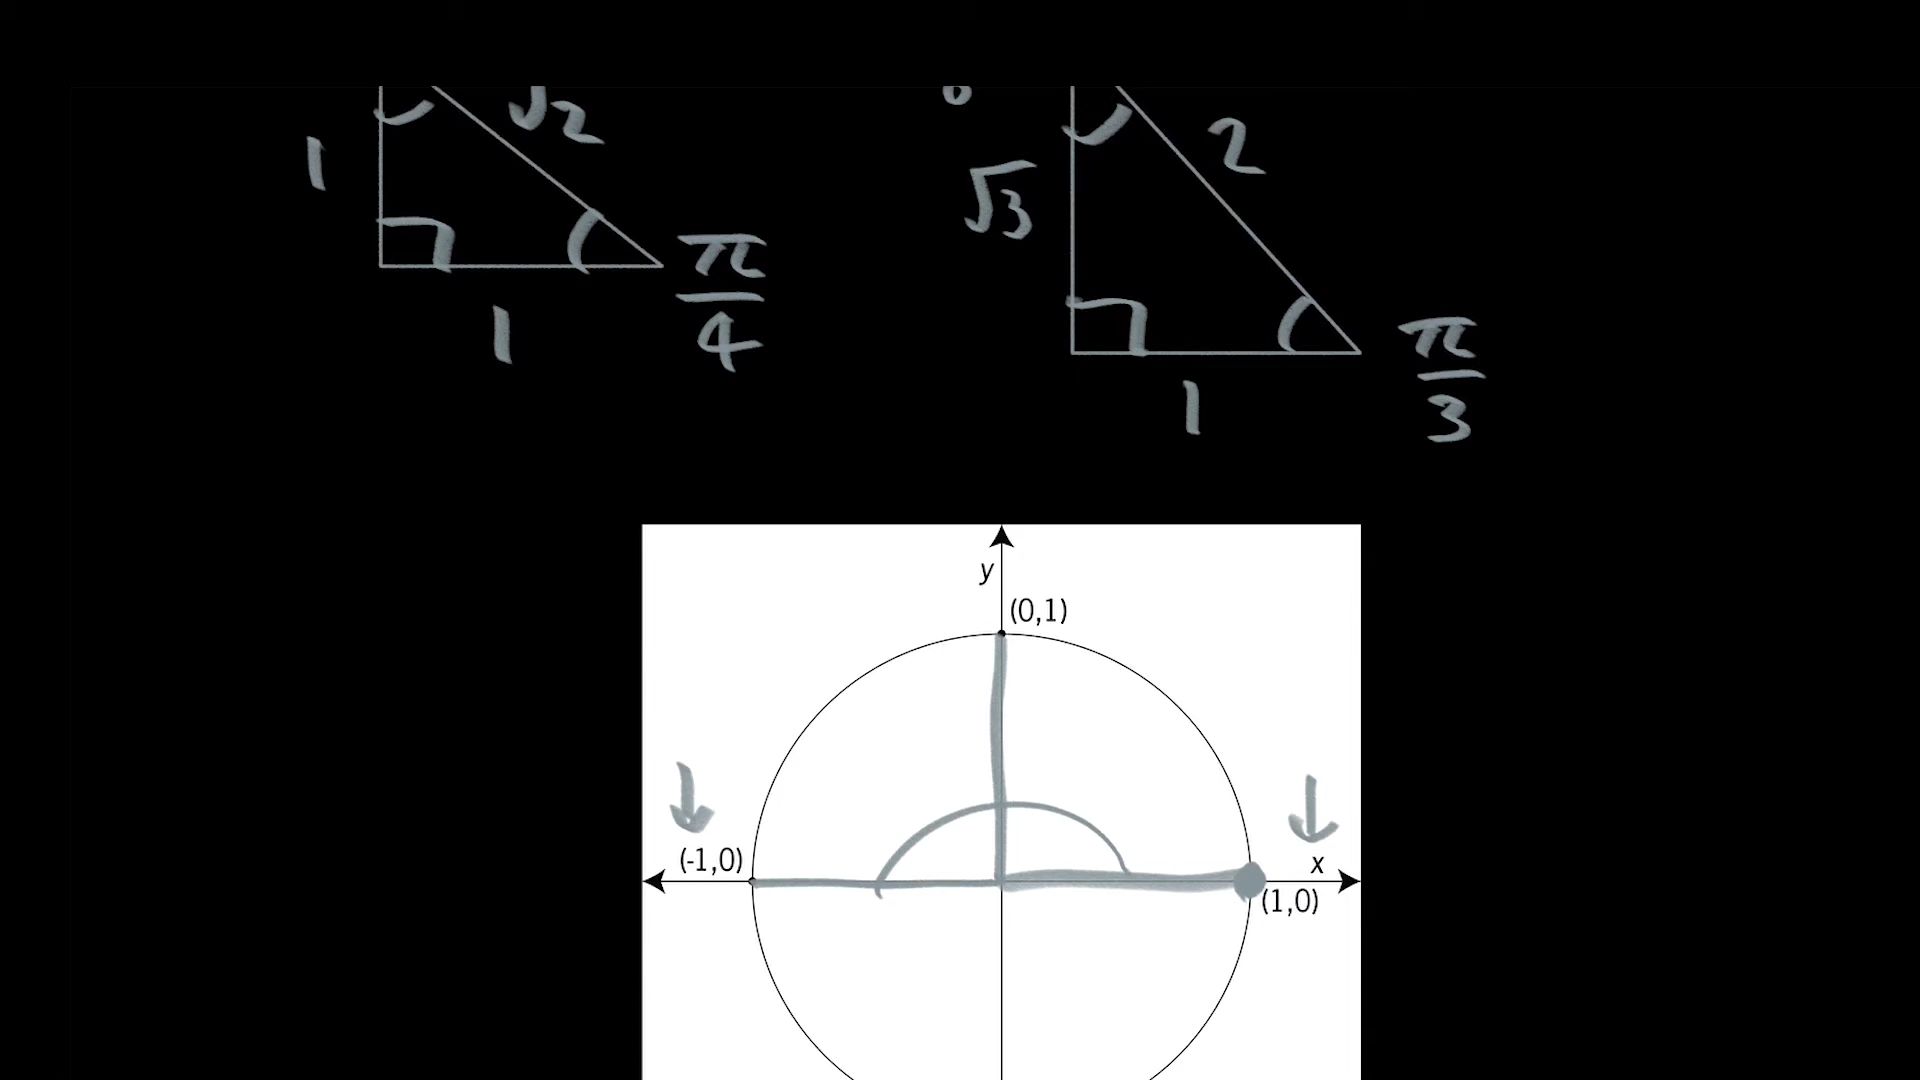 1
√2
1
π/4
√3
2
1
π/3
y
(0,1)
(-1,0)
x
(1,0)